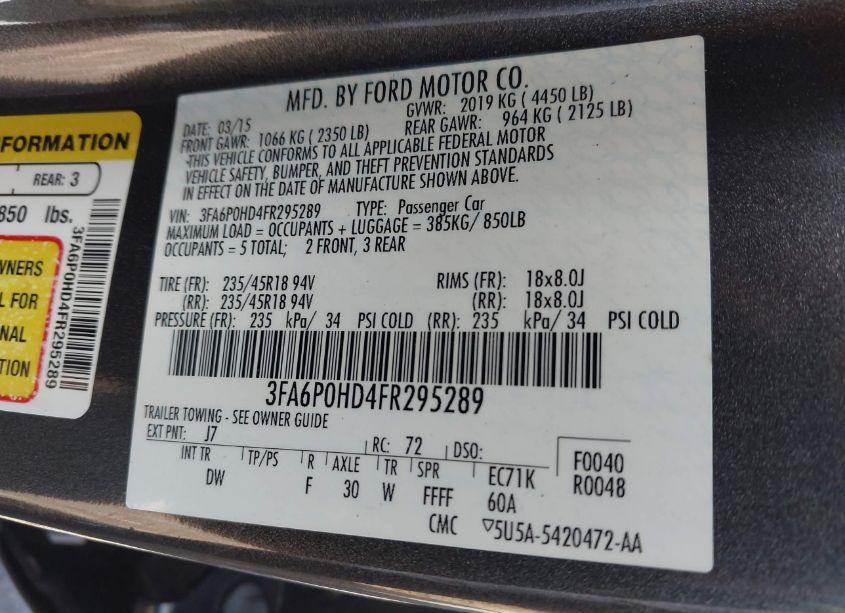 FORMATION
REAR: 3
850 lbs.
WNERS
L FOR
NAL
TION
3FA6P0HD4FR295289
MFD. BY FORD MOTOR CO.
DATE: 03/15 GVWR: 2019 KG ( 4450 LB)
FRONT GAWR: 1066 KG ( 2350 LB) REAR GAWR: 964 KG ( 2125 LB)
THIS VEHICLE CONFORMS TO ALL APPLICABLE FEDERAL MOTOR
VEHICLE SAFETY, BUMPER, AND THEFT PREVENTION STANDARDS
IN EFFECT ON THE DATE OF MANUFACTURE SHOWN ABOVE.
VIN: 3FA6P0HD4FR295289 TYPE: Passenger Car
MAXIMUM LOAD = OCCUPANTS + LUGGAGE = 385KG/ 850LB
OCCUPANTS = 5 TOTAL; 2 FRONT, 3 REAR
TIRE (FR): 235/45R18 94V RIMS (FR): 18x8.0J
(RR): 235/45R18 94V (RR): 18x8.0J
PRESSURE (FR): 235 kPa/ 34 PSI COLD (RR): 235 kPa/ 34 PSI COLD
3FA6P0HD4FR295289
TRAILER TOWING - SEE OWNER GUIDE
EXT PNT: J7 RC: 72 DSO: F0040
INT TR TP/PS R AXLE TR SPR EC71K R0048
DW F 30 W FFFF 60A
CMC ▽5U5A-5420472-AA